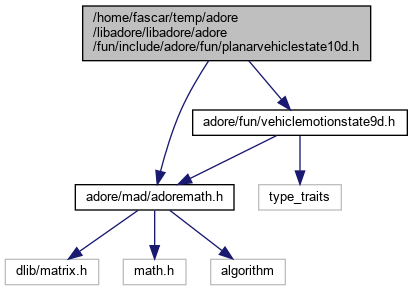 /home/fascar/temp/adore
/libadore/libadore/adore
/fun/include/adore/fun/planarvehiclestate10d.h
adore/fun/vehiclemotionstate9d.h
adore/mad/adoremath.h
type_traits
dlib/matrix.h
math.h
algorithm